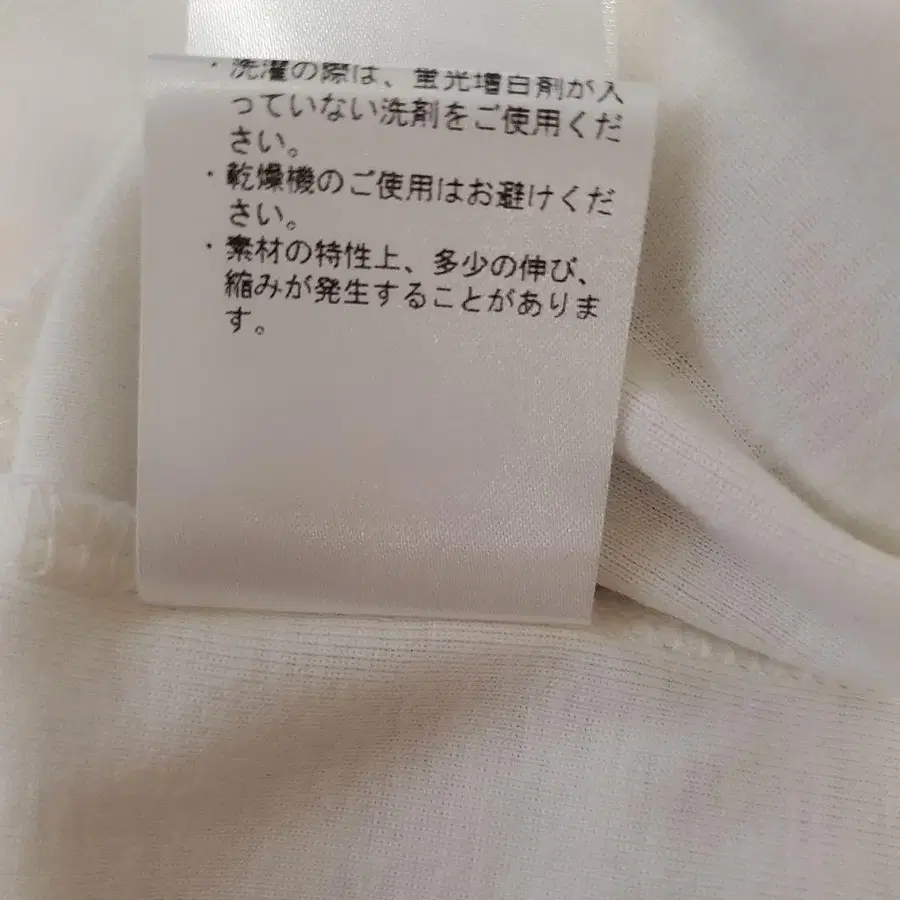 ・洗濯の際は、蛍光増白剤が入
っていない洗剤をご使用くだ
さい。
・乾燥機のご使用はお避けくだ
さい。
・素材の特性上、多少の伸び、
縮みが発生することがありま
す。